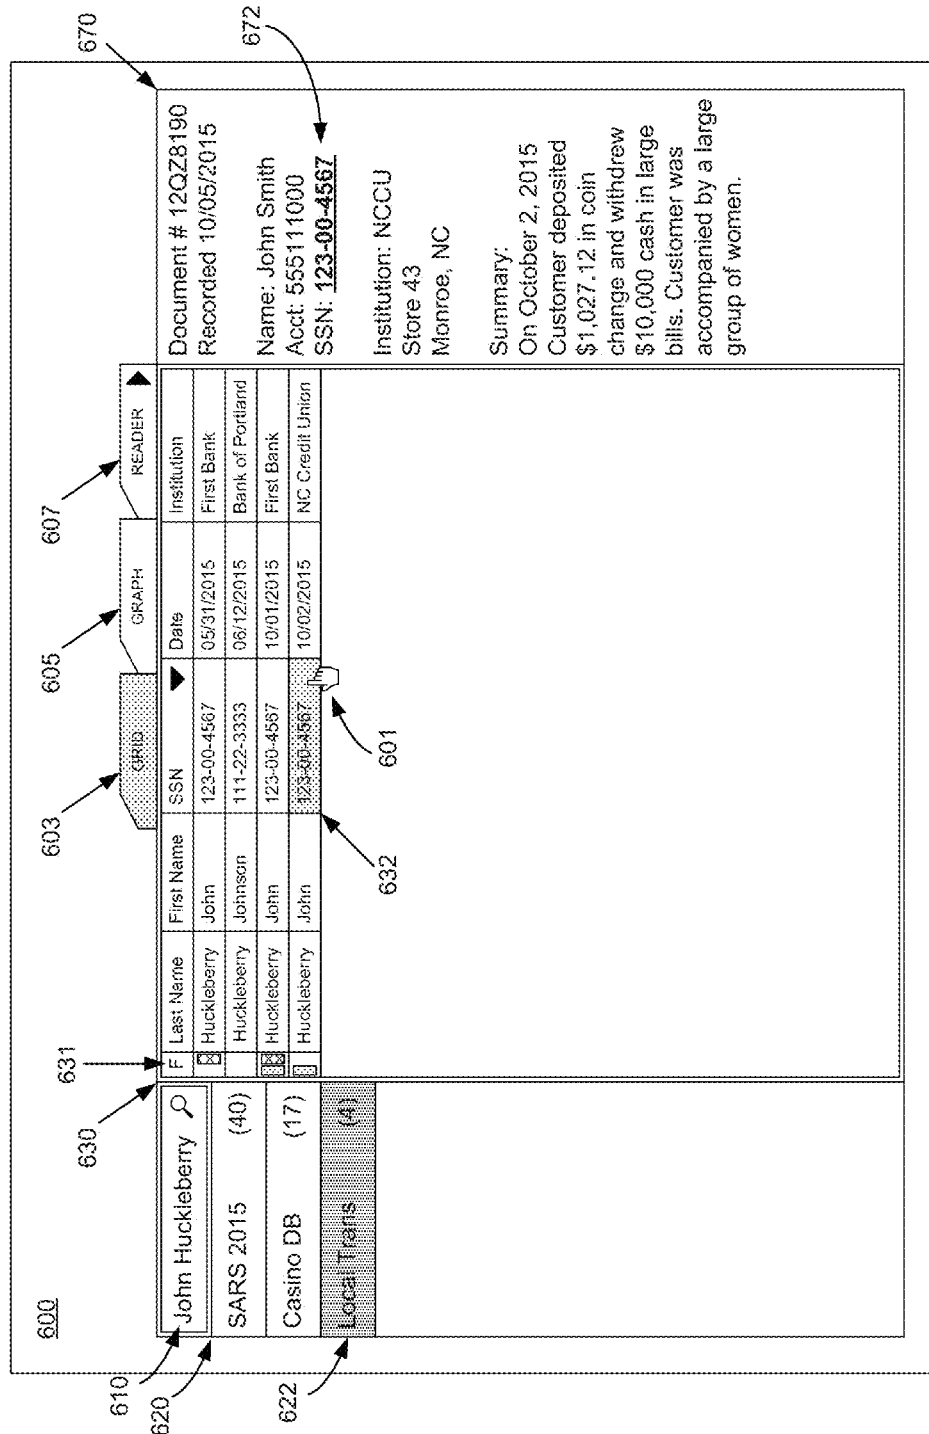 600
610
620
622
630
631
603
605
607
670
672
632
601
John Huckleberry
SARS 2015 (40)
Casino DB (17)
Local Trans (4)
GRID
GRAPH
READER
F Last Name First Name SSN Date Institution
Huckleberry John 123-00-4567 05/31/2015 First Bank
Huckleberry Johnson 111-22-3333 06/12/2015 Bank of Portland
Huckleberry John 123-00-4567 10/01/2015 First Bank
Huckleberry John 123-00-4567 10/02/2015 NC Credit Union
Document # 12QZ8190
Recorded 10/05/2015
Name: John Smith
Acct: 555111000
SSN: 123-00-4567
Institution: NCCU
Store 43
Monroe, NC
Summary:
On October 2, 2015
Customer deposited
$1,027.12 in coin
change and withdrew
$10,000 cash in large
bills. Customer was
accompanied by a large
group of women.